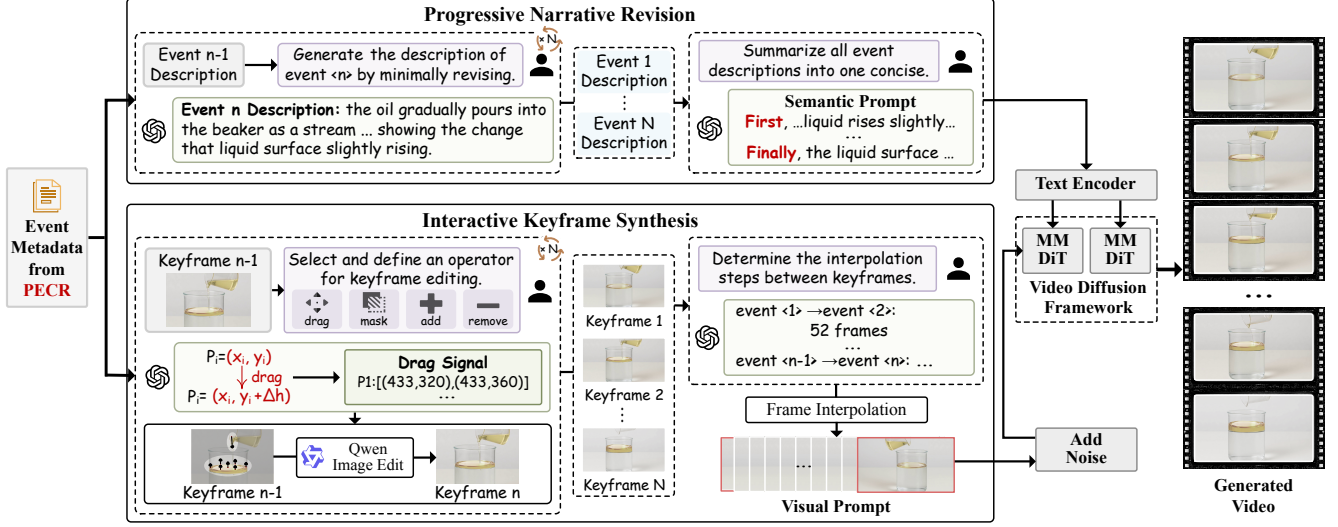 Progressive Narrative Revision
Event n-1
Description
Generate the description of
event <n> by minimally revising.
× N
Event n Description: the oil gradually pours into
the beaker as a stream ... showing the change
that liquid surface slightly rising.
Event 1
Description
Event N
Description
Summarize all event
descriptions into one concise.
Semantic Prompt
First, ...liquid rises slightly...
...
Finally, the liquid surface ...
Event
Metadata
from
PECR
Interactive Keyframe Synthesis
Keyframe n-1
Select and define an operator
for keyframe editing.
× N
drag
mask
add
remove
P_i=(x_i, y_i)
drag
P_i= (x_i, y_i +Δh)
Drag Signal
P1:[(433,320),(433,360)]
...
Keyframe n-1
Qwen
Image Edit
Keyframe n
Keyframe 1
Keyframe 2
Keyframe N
Determine the interpolation
steps between keyframes.
event <1> →event <2>:
52 frames
...
event <n-1> →event <n>: ...
Frame Interpolation
...
Visual Prompt
Text Encoder
MM
DiT
MM
DiT
Video Diffusion
Framework
Add
Noise
...
Generated
Video